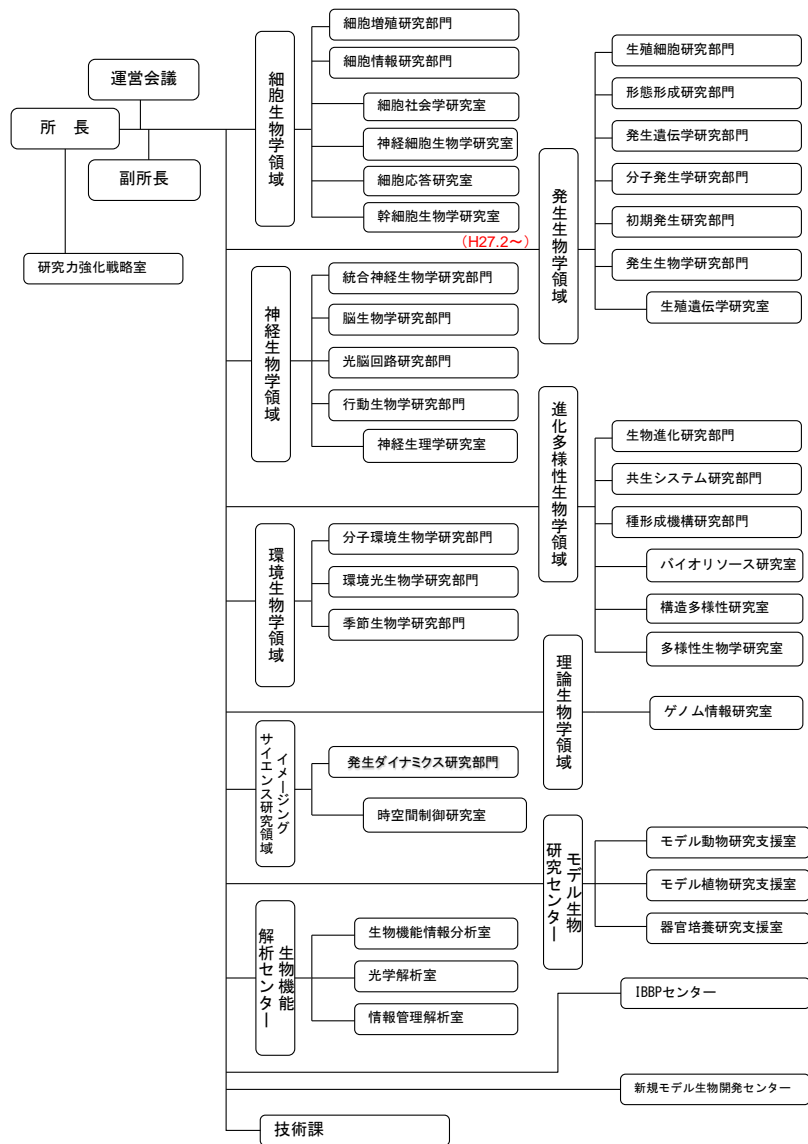 運営会議
所　長
副所長
研究力強化戦略室
細胞生物学領域
細胞増殖研究部門
細胞情報研究部門
細胞社会学研究室
神経細胞生物学研究室
細胞応答研究室
幹細胞生物学研究室
(H27.2～)
発生生物学領域
生殖細胞研究部門
形態形成研究部門
発生遺伝学研究部門
分子発生学研究部門
初期発生研究部門
発生生物学研究部門
生殖遺伝学研究室
神経生物学領域
統合神経生物学研究部門
脳生物学研究部門
光脳回路研究部門
行動生物学研究部門
神経生理学研究室
進化多様性生物学領域
生物進化研究部門
共生システム研究部門
種形成機構研究部門
バイオリソース研究室
構造多様性研究室
多様性生物学研究室
環境生物学領域
分子環境生物学研究部門
環境光生物学研究部門
季節生物学研究部門
理論生物学領域
ゲノム情報研究室
イメージング
サイエンス研究領域
発生ダイナミクス研究部門
時空間制御研究室
モデル生物
研究センター
モデル動物研究支援室
モデル植物研究支援室
器官培養研究支援室
生物機能
解析センター
生物機能情報分析室
光学解析室
情報管理解析室
IBBPセンター
新規モデル生物開発センター
技術課